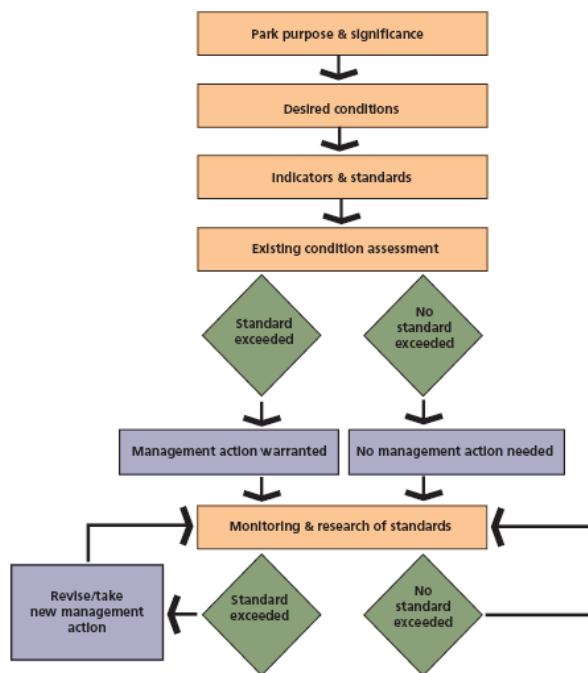 Park purpose & significance
Desired conditions
Indicators & standards
Existing condition assessment
Standard
exceeded
No
standard
exceeded
Management action warranted
No management action needed
Monitoring & research of standards
Revise/take
new management
action
Standard
exceeded
No
standard
exceeded